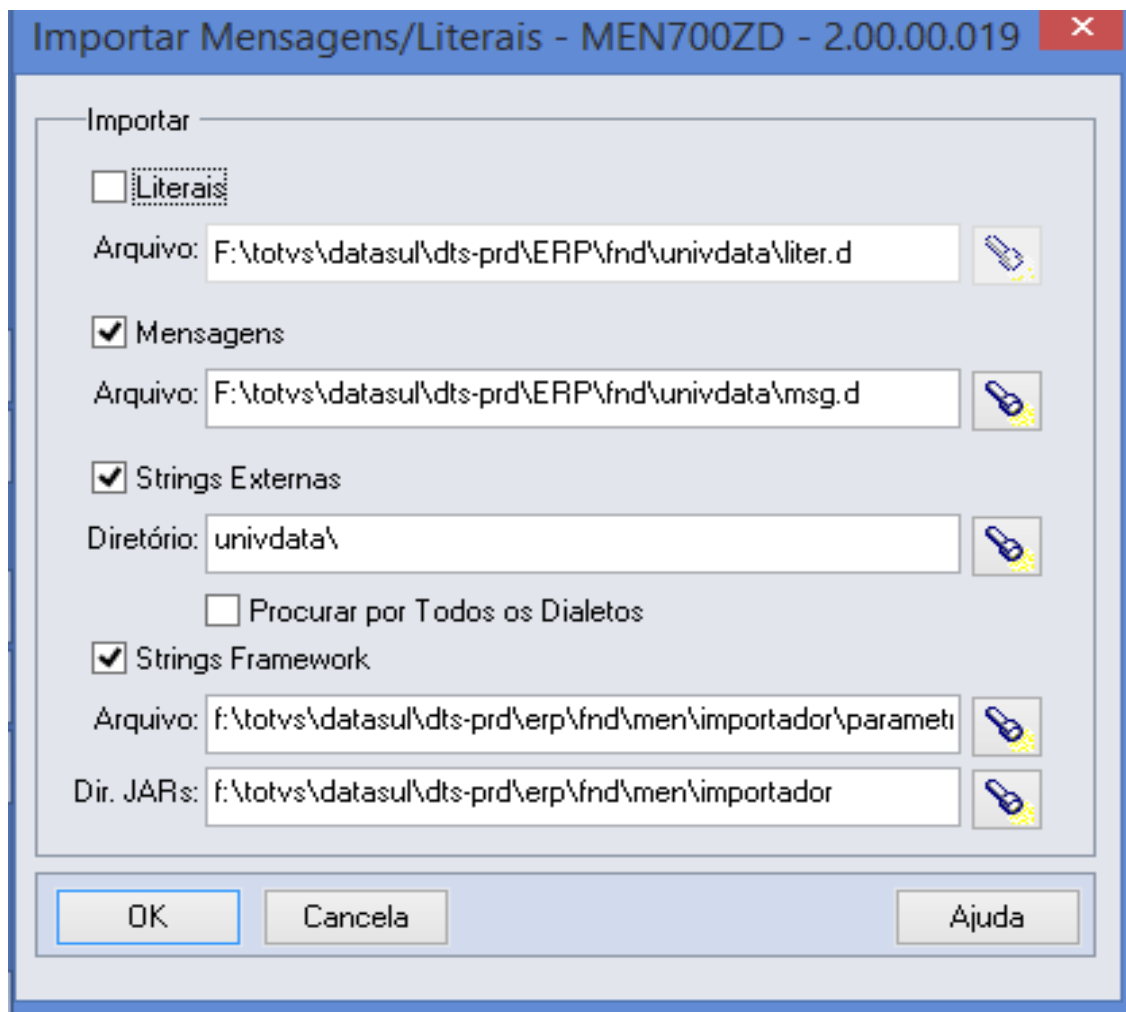 Importar Mensagens/Literais - MEN700ZD - 2.00.00.019
Importar
Literais
Arquivo: F:\totvs\datasul\dts-prd\ERP\fnd\univdata\liter.d
Mensagens
Arquivo: F:\totvs\datasul\dts-prd\ERP\fnd\univdata\msg.d
Strings Externas
Diretório: univdata\
Procurar por Todos os Dialetos
Strings Framework
Arquivo: f:\totvs\datasul\dts-prd\erp\fnd\men\importador\parametr
Dir. JARs: f:\totvs\datasul\dts-prd\erp\fnd\men\importador
OK Cancela Ajuda